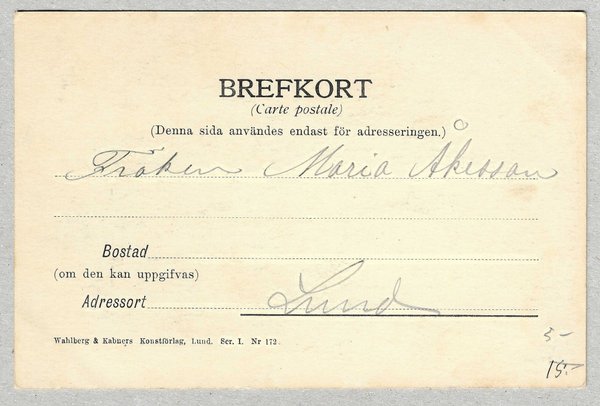 BREFKORT
(Carte postale)
(Denna sida användes endast för adresseringen.)
Fröken Maria Åkesson
Bostad
(om den kan uppgifvas)
Adressort Lund
Wahlberg & Kabners Konstförlag, Lund. Ser. I. Nr 172.
5-
15:-